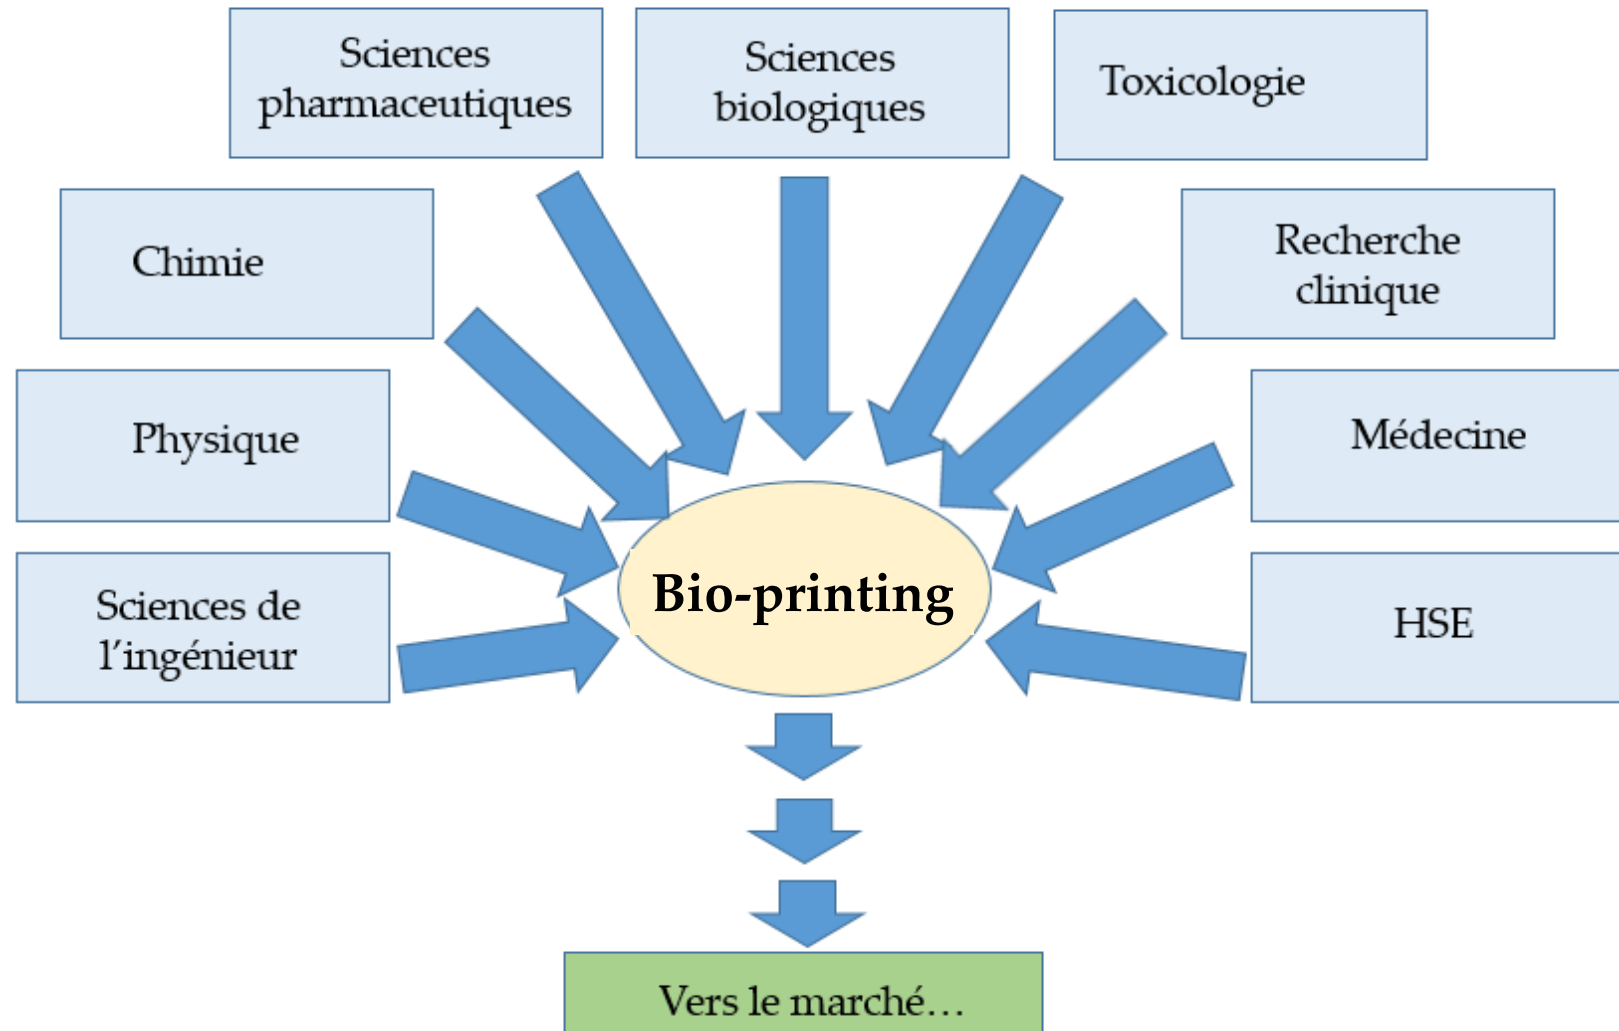 Sciences
pharmaceutiques
Sciences
biologiques
Toxicologie
Chimie
Recherche
clinique
Physique
Médecine
Sciences de
l'ingénieur
HSE
Bio-printing
Vers le marché…